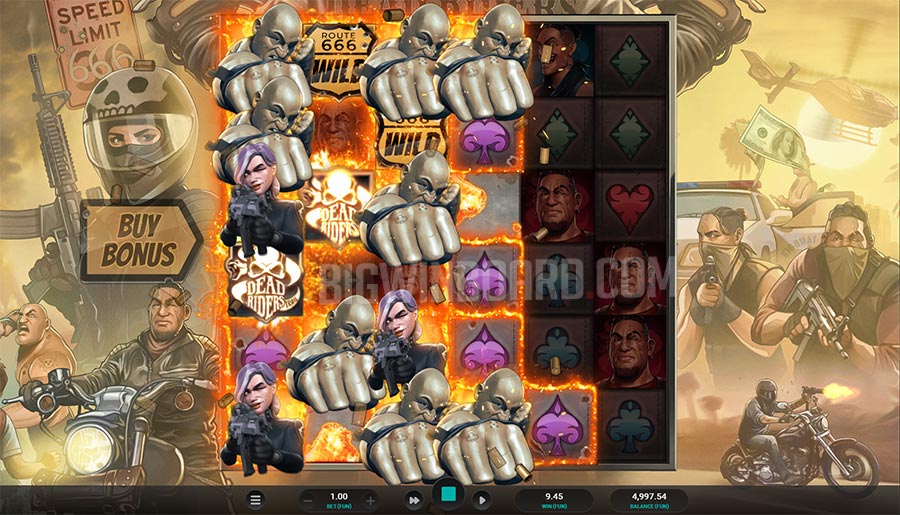 SPEED
LIMIT
666
ROUTE
666
WILD
WILD
DEAD
RIDERS
DEAD
RIDERS
BIGWINBOARD.COM
BUY
BONUS
1.00
BET (FUN)
9.45
WIN (FUN)
4,997.54
BALANCE (FUN)